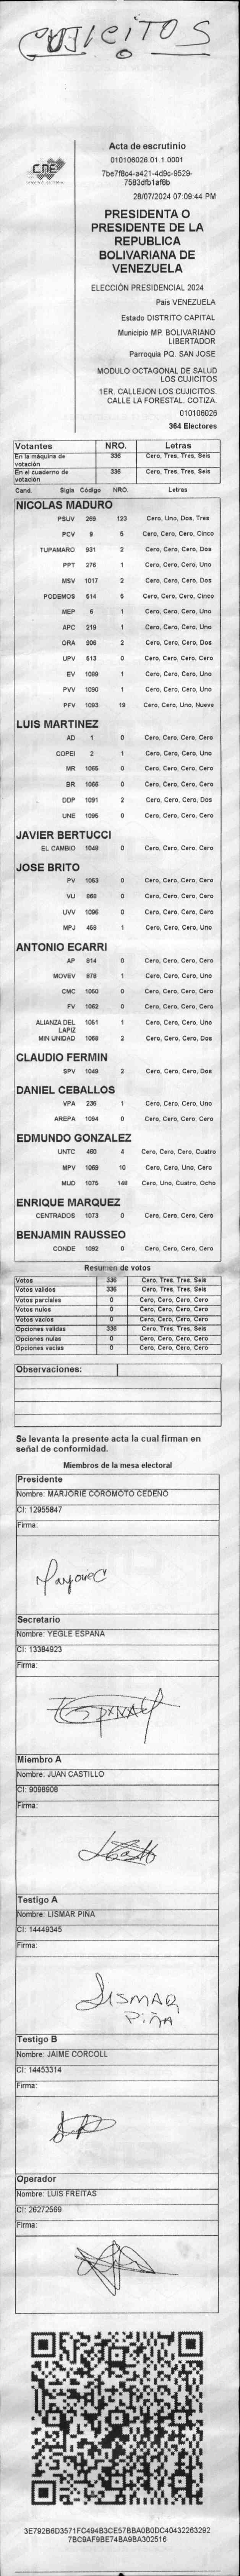 CUJICITOS
CNE
Acta de escrutinio
010106026.01.1.0001
7be7f8c4-a421-4d9c-9529-
7583dfb1af8b
28/07/2024 07:09:44 PM
PRESIDENTA O
PRESIDENTE DE LA
REPUBLICA
BOLIVARIANA DE
VENEZUELA
ELECCIÓN PRESIDENCIAL 2024
País VENEZUELA
Estado DISTRITO CAPITAL
Municipio MP. BOLIVARIANO
LIBERTADOR
Parroquia PQ. SAN JOSE
MODULO OCTAGONAL DE SALUD
LOS CUJICITOS
1ER. CALLEJON LOS CUJICITOS.
CALLE LA FORESTAL. COTIZA.
010106026
364 Electores
Votantes NRO. Letras
En la máquina de votación 336 Cero, Tres, Tres, Seis
En el cuaderno de votación 336 Cero, Tres, Tres, Seis
Cand. Sigla Código NRO. Letras
NICOLAS MADURO
PSUV 269 123 Cero, Uno, Dos, Tres
PCV 9 5 Cero, Cero, Cero, Cinco
TUPAMARO 931 2 Cero, Cero, Cero, Dos
PPT 276 1 Cero, Cero, Cero, Uno
MSV 1017 2 Cero, Cero, Cero, Dos
PODEMOS 514 5 Cero, Cero, Cero, Cinco
MEP 6 1 Cero, Cero, Cero, Uno
APC 219 1 Cero, Cero, Cero, Uno
ORA 906 2 Cero, Cero, Cero, Dos
UPV 513 0 Cero, Cero, Cero, Cero
EV 1089 1 Cero, Cero, Cero, Uno
PVV 1090 1 Cero, Cero, Cero, Uno
PFV 1093 19 Cero, Cero, Uno, Nueve
LUIS MARTINEZ
AD 1 0 Cero, Cero, Cero, Cero
COPEI 2 1 Cero, Cero, Cero, Uno
MR 1065 0 Cero, Cero, Cero, Cero
BR 1066 0 Cero, Cero, Cero, Cero
DDP 1091 2 Cero, Cero, Cero, Dos
UNE 1095 0 Cero, Cero, Cero, Cero
JAVIER BERTUCCI
EL CAMBIO 1048 0 Cero, Cero, Cero, Cero
JOSE BRITO
PV 1063 0 Cero, Cero, Cero, Cero
VU 868 0 Cero, Cero, Cero, Cero
UVV 1096 0 Cero, Cero, Cero, Cero
MPJ 458 1 Cero, Cero, Cero, Uno
ANTONIO ECARRI
AP 814 0 Cero, Cero, Cero, Cero
MOVEV 878 1 Cero, Cero, Cero, Uno
CMC 1050 0 Cero, Cero, Cero, Cero
FV 1062 0 Cero, Cero, Cero, Cero
ALIANZA DEL LAPIZ 1051 1 Cero, Cero, Cero, Uno
MIN UNIDAD 1068 2 Cero, Cero, Cero, Dos
CLAUDIO FERMIN
SPV 1049 2 Cero, Cero, Cero, Dos
DANIEL CEBALLOS
VPA 236 1 Cero, Cero, Cero, Uno
AREPA 1094 0 Cero, Cero, Cero, Cero
EDMUNDO GONZALEZ
UNTC 460 4 Cero, Cero, Cero, Cuatro
MPV 1069 10 Cero, Cero, Uno, Cero
MUD 1075 148 Cero, Uno, Cuatro, Ocho
ENRIQUE MARQUEZ
CENTRADOS 1073 0 Cero, Cero, Cero, Cero
BENJAMIN RAUSSEO
CONDE 1092 0 Cero, Cero, Cero, Cero
Resumen de votos
Votos 336 Cero, Tres, Tres, Seis
Votos validos 336 Cero, Tres, Tres, Seis
Votos parciales 0 Cero, Cero, Cero, Cero
Votos nulos 0 Cero, Cero, Cero, Cero
Votos vacios 0 Cero, Cero, Cero, Cero
Opciones validas 336 Cero, Tres, Tres, Seis
Opciones nulas 0 Cero, Cero, Cero, Cero
Opciones vacias 0 Cero, Cero, Cero, Cero
Observaciones:
Se levanta la presente acta la cual firman en
señal de conformidad.
Miembros de la mesa electoral
Presidente
Nombre: MARJORIE COROMOTO CEDEÑO
CI: 12955847
Firma:
Secretario
Nombre: YEGLE ESPAÑA
CI: 13384923
Firma:
Miembro A
Nombre: JUAN CASTILLO
CI: 9098908
Firma:
Testigo A
Nombre: LISMAR PIÑA
CI: 14449345
Firma:
LISMAR
PIÑA
Testigo B
Nombre: JAIME CORCOLL
CI: 14453314
Firma:
Operador
Nombre: LUIS FREITAS
CI: 26272569
Firma:
3E792B6D3571FC494B3CE57BBA0B0DC40432263292
7BC9AF9BE74BA9BA302516